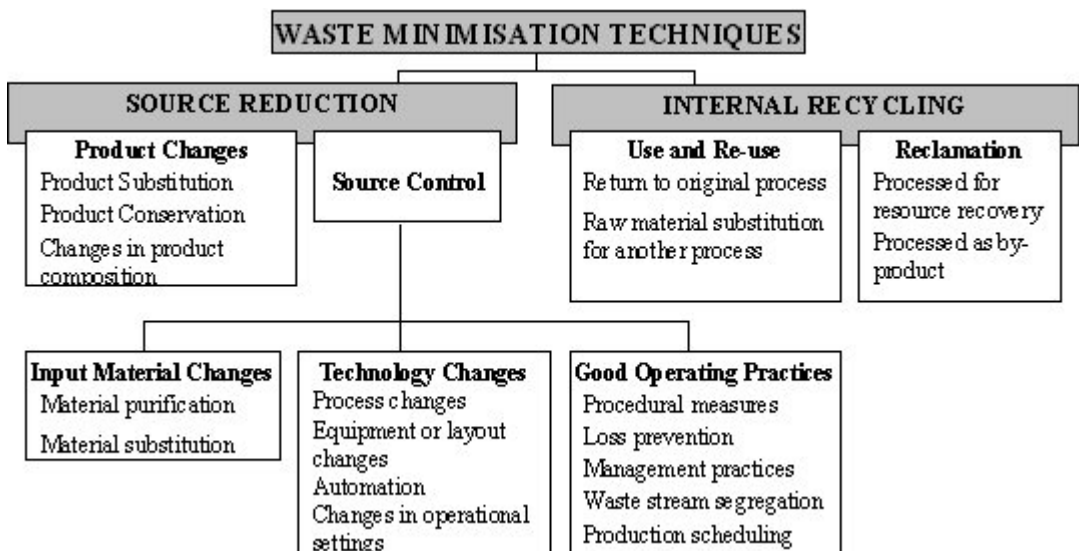 WASTE MINIMISATION TECHNIQUES
SOURCE REDUCTION
Product Changes
Product Substitution
Product Conservation
Changes in product
composition
Source Control
INTERNAL RECYCLING
Use and Re-use
Return to original process
Raw material substitution
for another process
Reclamation
Processed for
resource recovery
Processed as by-
product
Input Material Changes
Material purification
Material substitution
Technology Changes
Process changes
Equipment or layout
changes
Automation
Changes in operational
settings
Good Operating Practices
Procedural measures
Loss prevention
Management practices
Waste stream segregation
Production scheduling